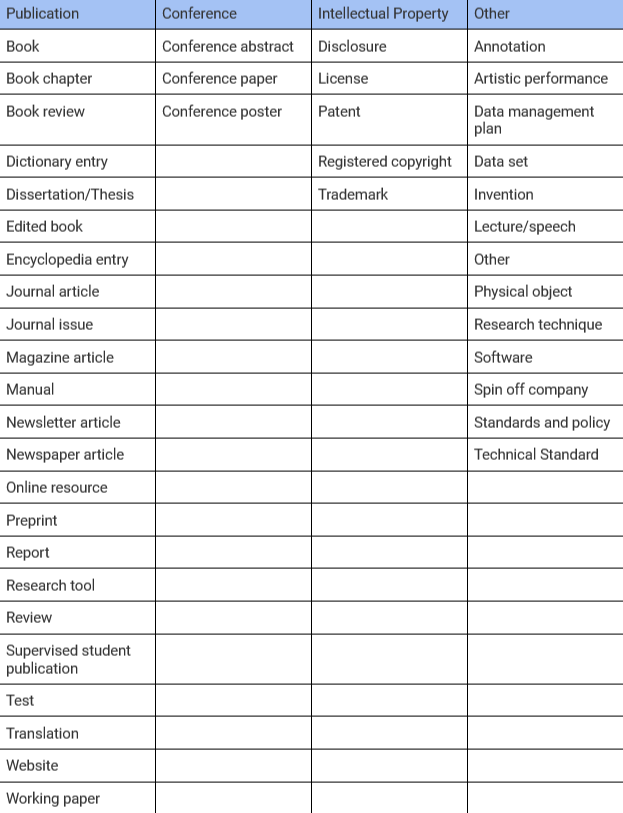 Publication Conference Intellectual Property Other
Book Conference abstract Disclosure Annotation
Book chapter Conference paper License Artistic performance
Book review Conference poster Patent Data management
plan
Dictionary entry Registered copyright Data set
Dissertation/Thesis Trademark Invention
Edited book Lecture/speech
Encyclopedia entry Other
Journal article Physical object
Journal issue Research technique
Magazine article Software
Manual Spin off company
Newsletter article Standards and policy
Newspaper article Technical Standard
Online resource
Preprint
Report
Research tool
Review
Supervised student
publication
Test
Translation
Website
Working paper